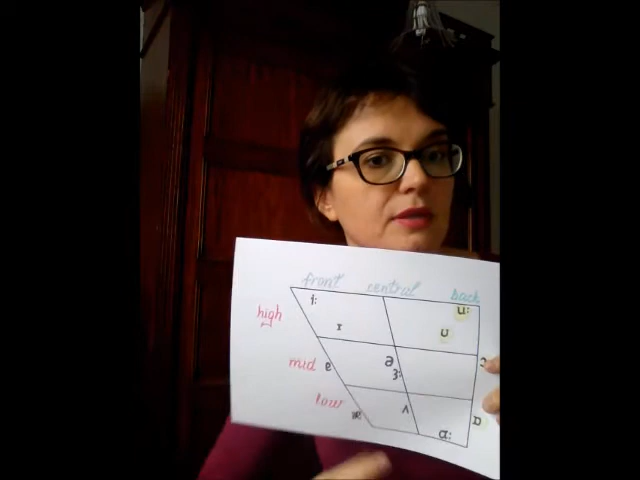 front central back
i: u:
high
ɪ ʊ
mid e ə
ɜ:
low æ ʌ ɒ
ɑ: